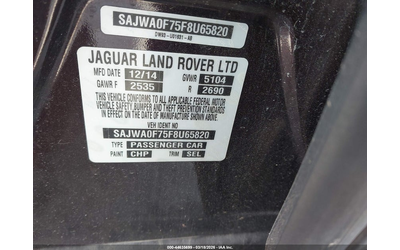 SAJWA0F75F8U65820
JAGUAR LAND ROVER LTD
MFD DATE 12/14 GVWR 5104
GAWR F 2535 R 2690
THIS VEHICLE CONFORMS TO ALL APPLICABLE FEDERAL MOTOR
VEHICLE SAFETY, BUMPER AND THEFT PREVENTION STANDARDS
IN EFFECT ON THE DATE OF MANUFACTURE SHOWN ABOVE.
VEH IDENT NO
SAJWA0F75F8U65820
TYPE PASSENGER CAR
PAINT CHP TRIM SEL